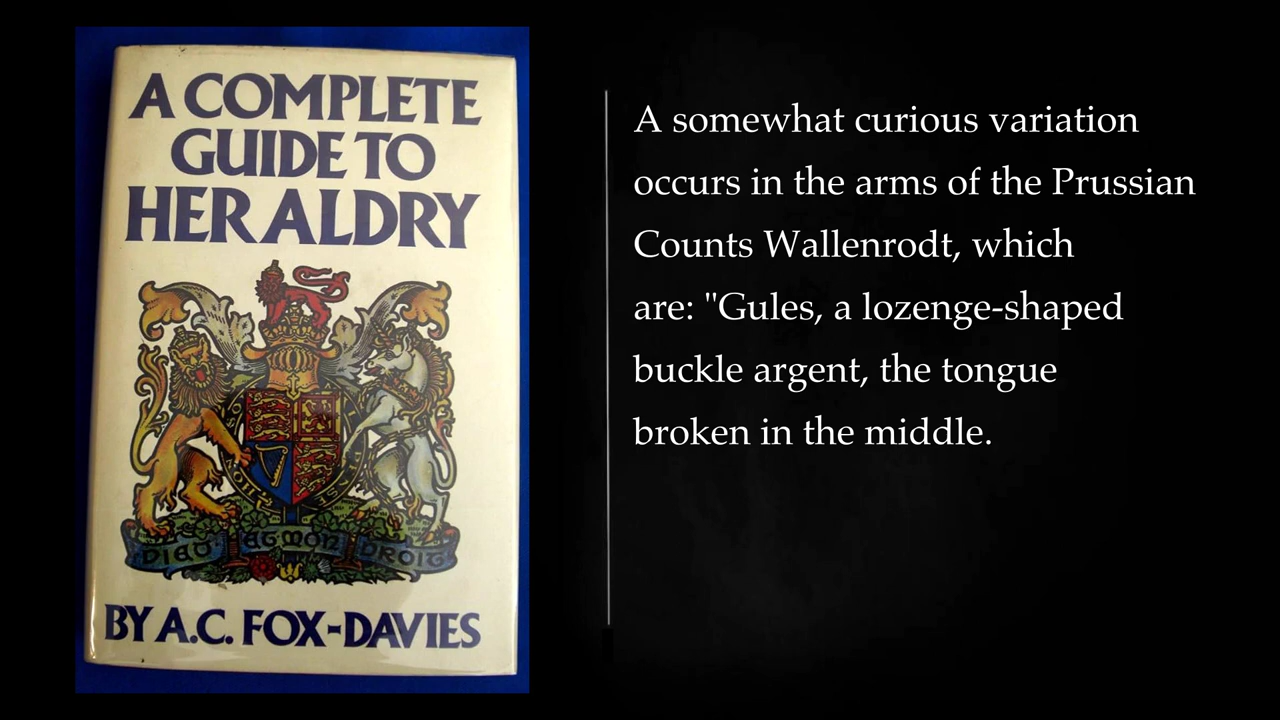 A COMPLETE
GUIDE TO
HERALDRY
DIEU ET MON DROIT
BY A.C. FOX-DAVIES
A somewhat curious variation
occurs in the arms of the Prussian
Counts Wallenrodt, which
are: "Gules, a lozenge-shaped
buckle argent, the tongue
broken in the middle.